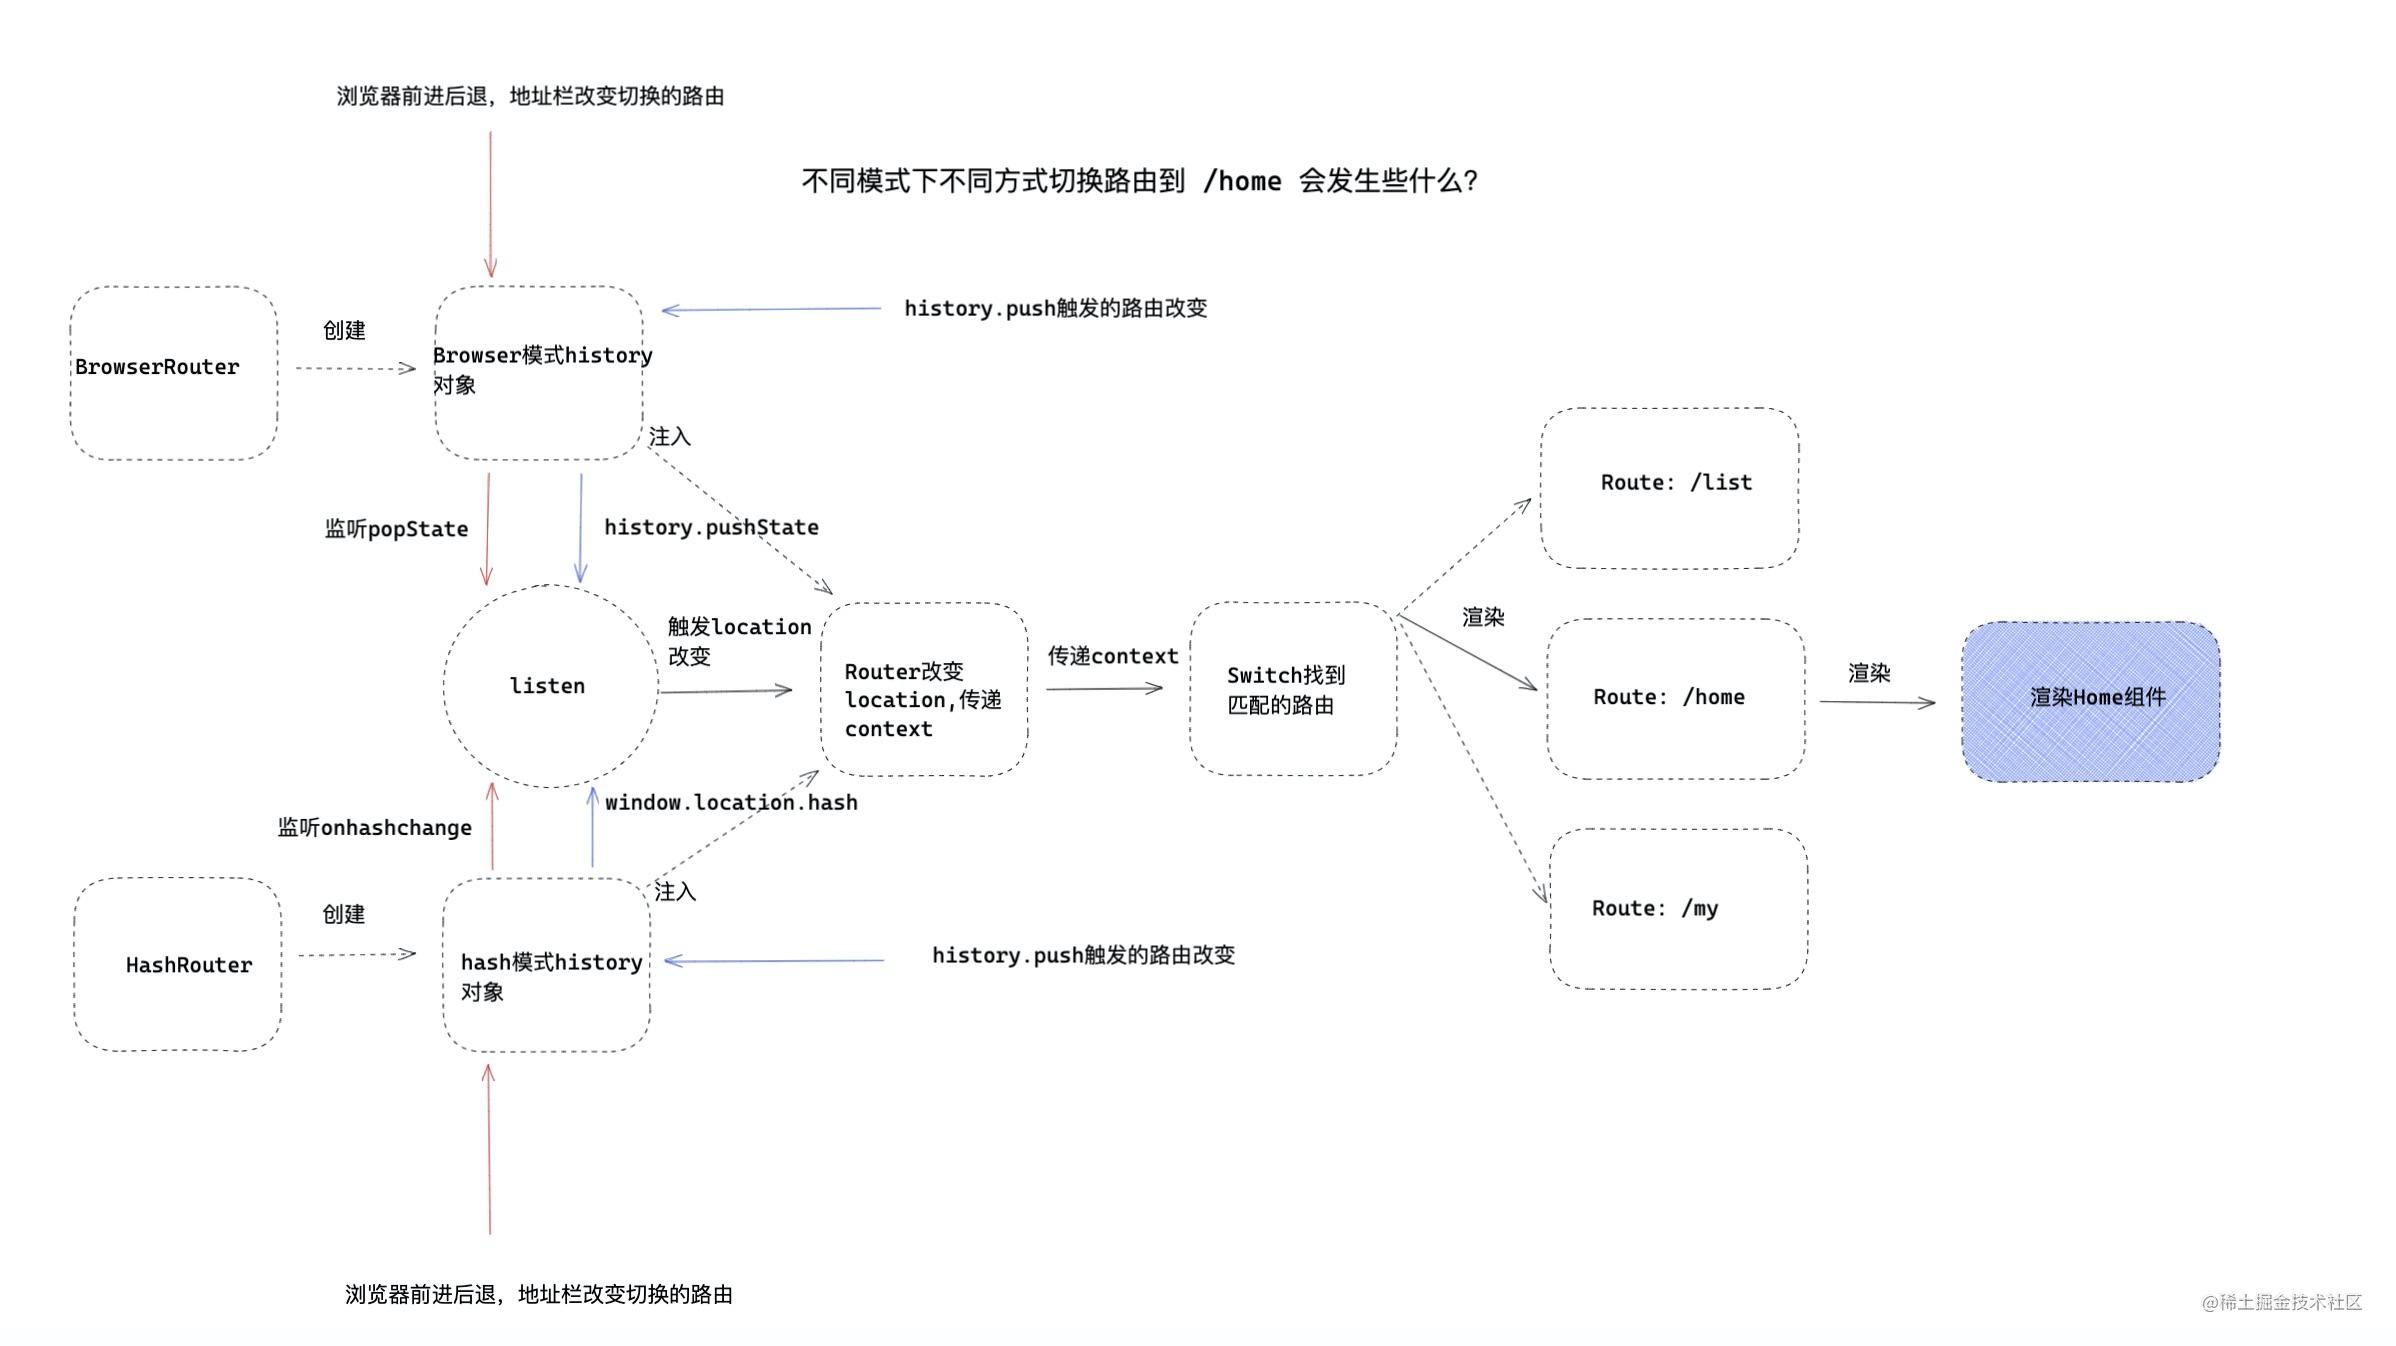 浏览器前进后退，地址栏改变切换的路由
不同模式下不同方式切换路由到 /home 会发生些什么？
history.push触发的路由改变
创建
BrowserRouter
Browser模式history
对象
注入
监听popState
history.pushState
Route: /list
触发location
改变
listen
Router改变
location,传递
context
传递context
Switch找到
匹配的路由
渲染
Route: /home
渲染
渲染Home组件
window.location.hash
监听onhashchange
注入
创建
HashRouter
hash模式history
对象
history.push触发的路由改变
Route: /my
浏览器前进后退，地址栏改变切换的路由
@稀土掘金技术社区